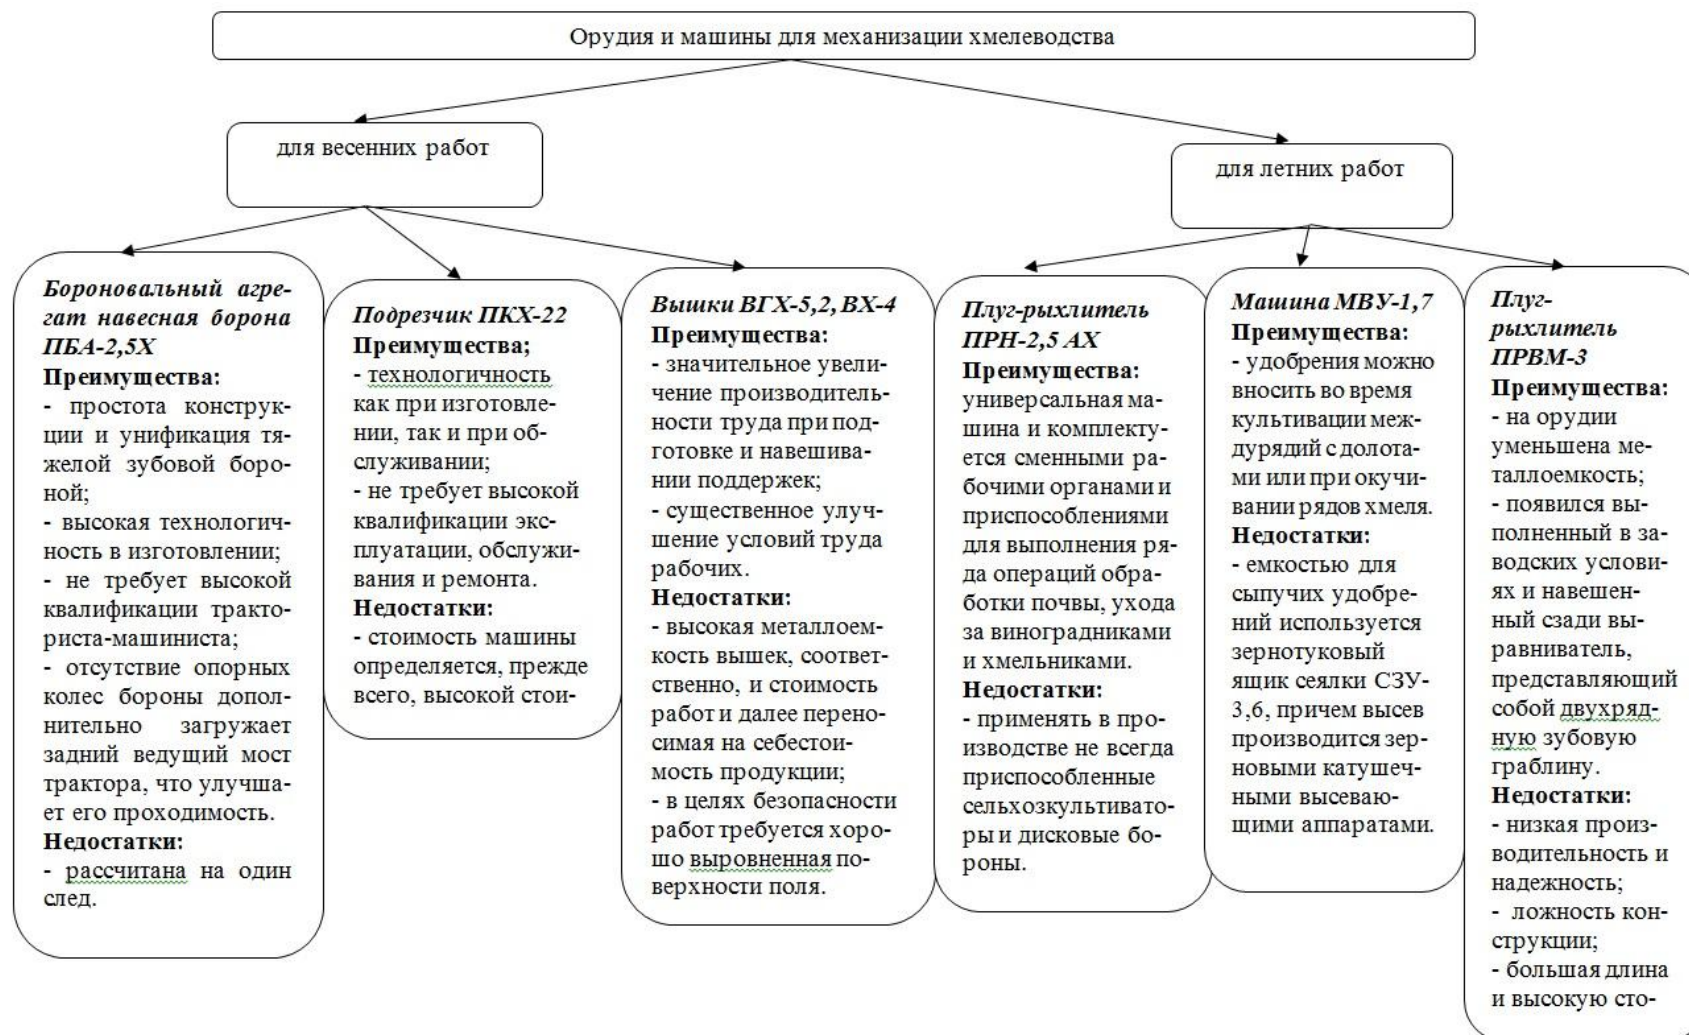 Орудия и машины для механизации хмелеводства
для весенних работ
для летних работ
Бороновальный агре-
гат навесная борона
ПБА-2,5Х
Преимущества:
- простота конструк-
ции и унификация тя-
желой зубовой боро-
ной;
- высокая технологич-
ность в изготовлении;
- не требует высокой
квалификации тракто-
риста-машиниста;
- отсутствие опорных
колес бороны допол-
нительно загружает
задний ведущий мост
трактора, что улучша-
ет его проходимость.
Недостатки:
- рассчитана на один
след.
Подрезчик ПКХ-22
Преимущества;
- технологичность
как при изготовле-
нии, так и при об-
служивании;
- не требует высокой
квалификации экс-
плуатации, обслужи-
вания и ремонта.
Недостатки:
- стоимость машины
определяется, прежде
всего, высокой стои-
Вышки ВГХ-5,2, ВХ-4
Преимущества:
- значительное увели-
чение производитель-
ности труда при под-
готовке и навешива-
нии поддержек;
- существенное улуч-
шение условий труда
рабочих.
Недостатки:
- высокая металлоем-
кость вышек, соответ-
ственно, и стоимость
работ и далее перено-
симая на себестои-
мость продукции;
- в целях безопасности
работ требуется хоро-
шо выровненная по-
верхности поля.
Плуг-рыхлитель
ПРН-2,5 АХ
Преимущества:
универсальная ма-
шина и комплекту-
ется сменными ра-
бочими органами и
приспособлениями
для выполнения ря-
да операций обра-
ботки почвы, ухода
за виноградниками
и хмельниками.
Недостатки:
- применять в про-
изводстве не всегда
приспособленные
сельхозкультивато-
ры и дисковые бо-
роны.
Машина МВУ-1,7
Преимущества:
- удобрения можно
вносить во время
культивации меж-
дурядий с долота-
ми или при окучи-
вании рядов хмеля.
Недостатки:
- емкостью для
сыпучих удобре-
ний используется
зернотуковый
ящик сеялки СЗУ-
3,6, причем высев
производится зер-
новыми катушеч-
ными высеваю-
щими аппаратами.
Плуг-
рыхлитель
ПРВМ-3
Преимущества:
- на орудии
уменьшена ме-
таллоемкость;
- появился вы-
полненный в за-
водских услови-
ях и навешен-
ный сзади вы-
равниватель,
представляющий
собой двухряд-
ную зубовую
граблину.
Недостатки:
- низкая произ-
водительность и
надежность;
- ложность кон-
струкции;
- большая длина
и высокую сто-